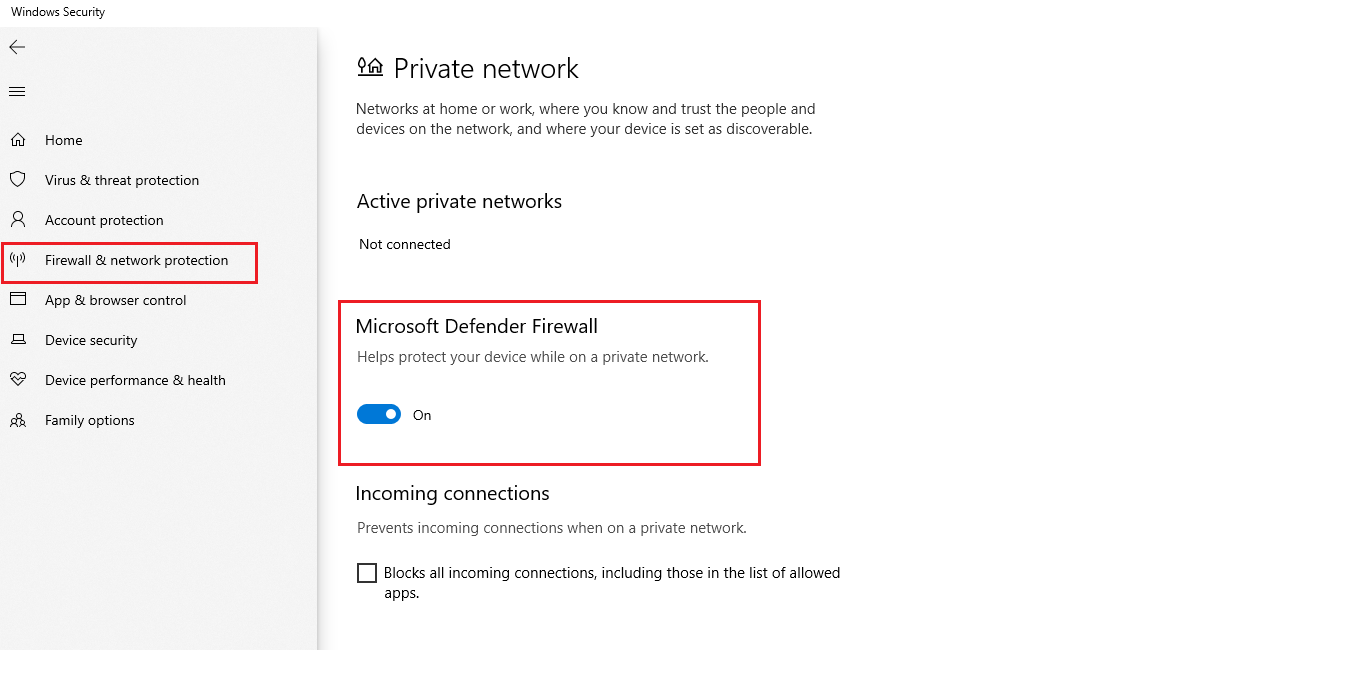 Windows Security
Home
Virus & threat protection
Account protection
Firewall & network protection
App & browser control
Device security
Device performance & health
Family options
Private network
Networks at home or work, where you know and trust the people and
devices on the network, and where your device is set as discoverable.
Active private networks
Not connected
Microsoft Defender Firewall
Helps protect your device while on a private network.
On
Incoming connections
Prevents incoming connections when on a private network.
Blocks all incoming connections, including those in the list of allowed
apps.